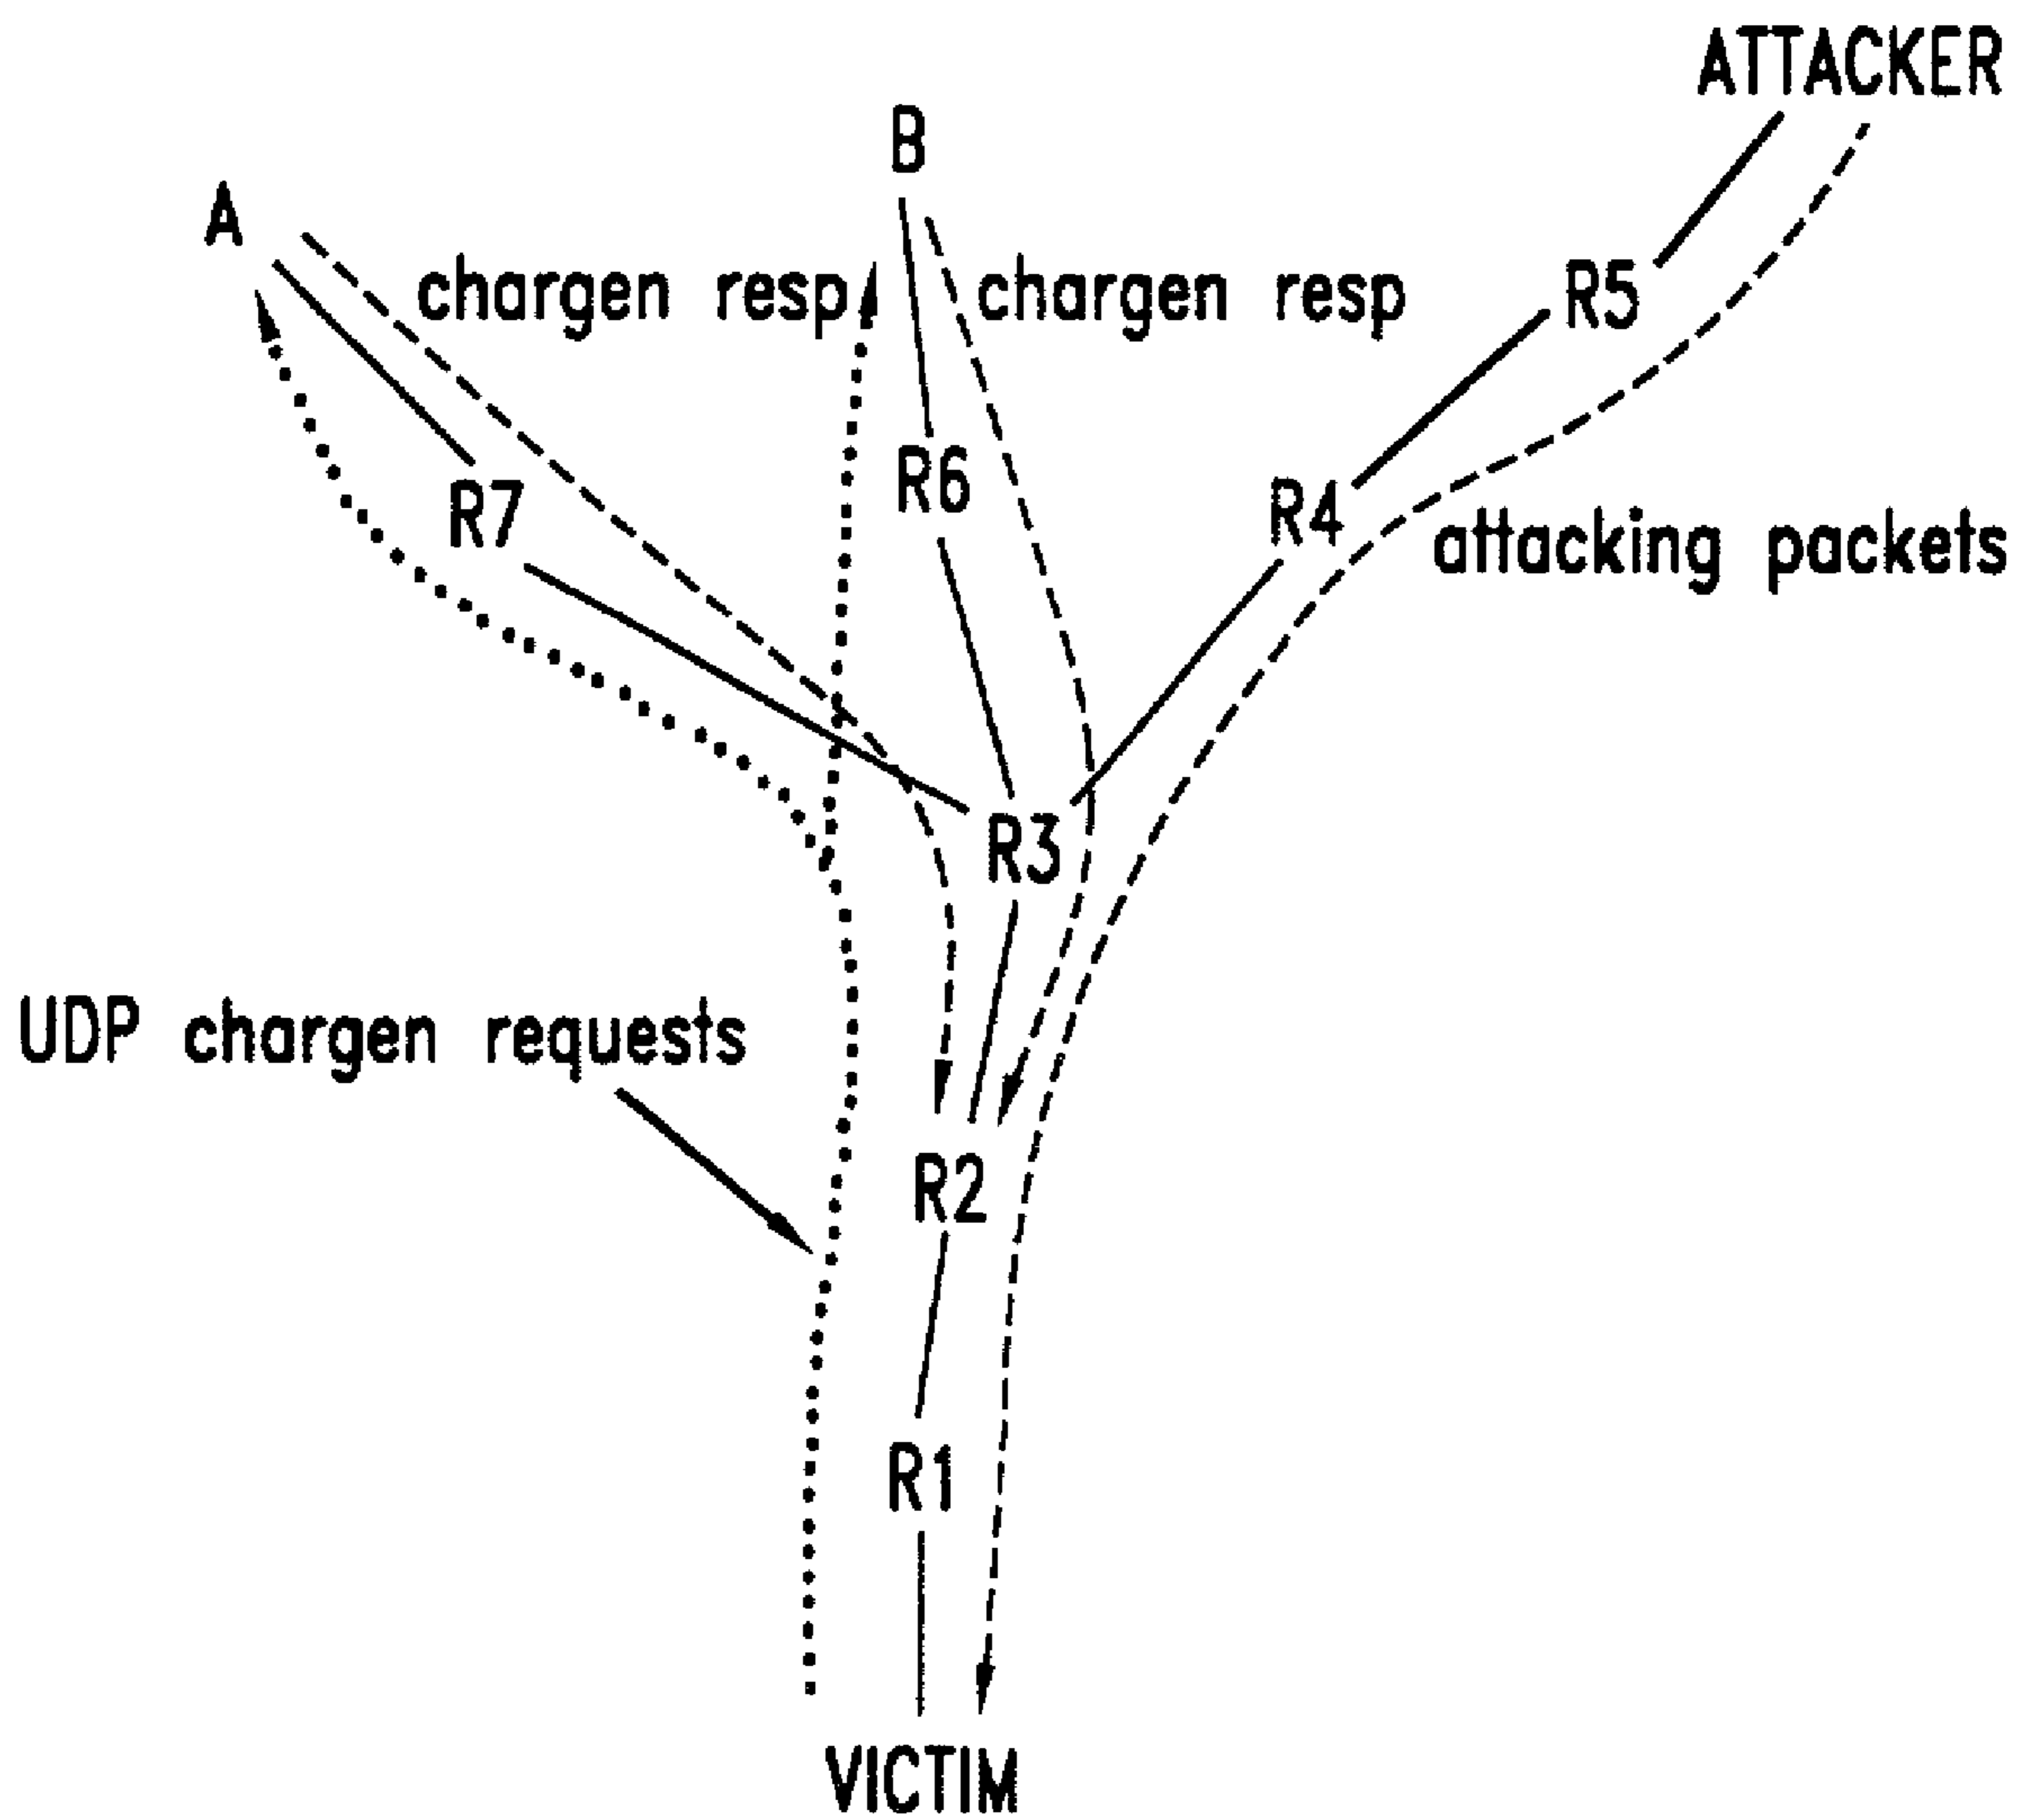 ATTACKER
B
A
chargen resp
chargen resp
R5
R6
R7
R4
attacking packets
R3
UDP chargen requests
R2
R1
VICTIM